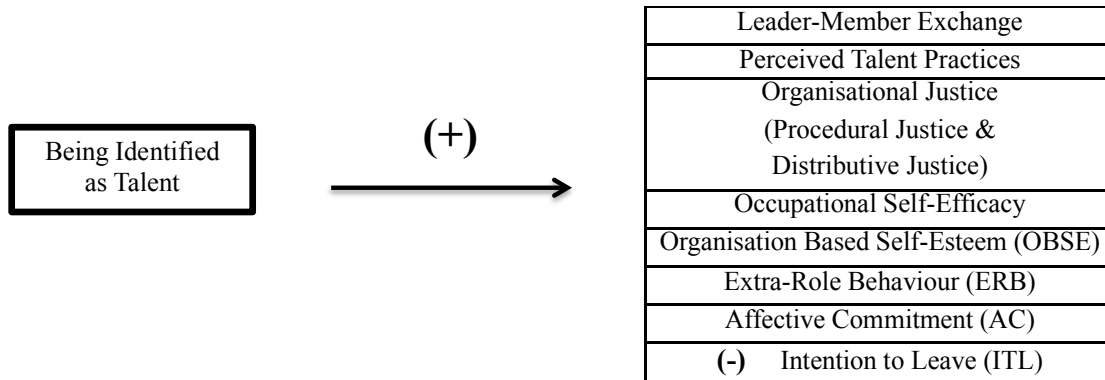 Being Identified
as Talent
(+)
Leader-Member Exchange
Perceived Talent Practices
Organisational Justice
(Procedural Justice &
Distributive Justice)
Occupational Self-Efficacy
Organisation Based Self-Esteem (OBSE)
Extra-Role Behaviour (ERB)
Affective Commitment (AC)
(-) Intention to Leave (ITL)